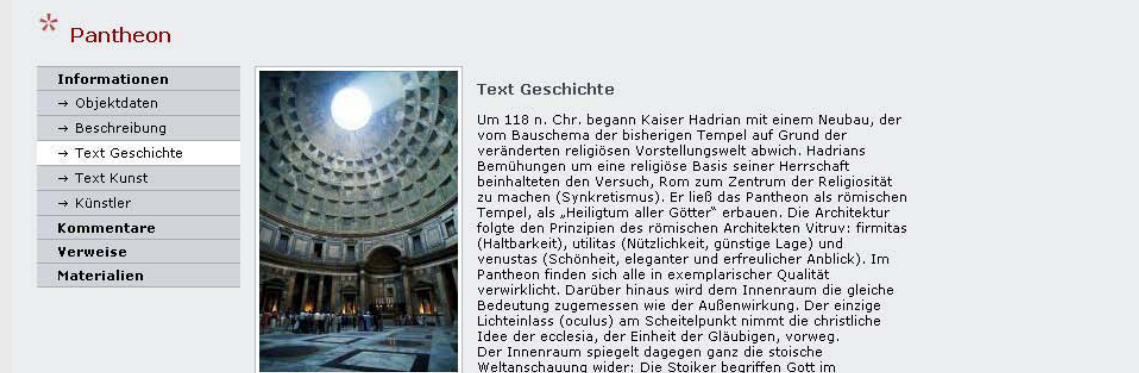 * Pantheon
Informationen
→ Objektdaten
→ Beschreibung
→ Text Geschichte
→ Text Kunst
→ Künstler
Kommentare
Verweise
Materialien
Text Geschichte
Um 118 n. Chr. begann Kaiser Hadrian mit einem Neubau, der
vom Bauschema der bisherigen Tempel auf Grund der
veränderten religiösen Vorstellungswelt abwich. Hadrians
Bemühungen um eine religiöse Basis seiner Herrschaft
beinhalteten den Versuch, Rom zum Zentrum der Religiosität
zu machen (Synkretismus). Er ließ das Pantheon als römischen
Tempel, als „Heiligtum aller Götter“ erbauen. Die Architektur
folgte den Prinzipien des römischen Architekten Vitruv: firmitas
(Haltbarkeit), utilitas (Nützlichkeit, günstige Lage) und
venustas (Schönheit, eleganter und erfreulicher Anblick). Im
Pantheon finden sich alle in exemplarischer Qualität
verwirklicht. Darüber hinaus wird dem Innenraum die gleiche
Bedeutung zugemessen wie der Außenwirkung. Der einzige
Lichteinlass (oculus) am Scheitelpunkt nimmt die christliche
Idee der ecclesia, der Einheit der Gläubigen, vorweg.
Der Innenraum spiegelt dagegen ganz die stoische
Weltanschauung wider: Die Stoiker begriffen Gott im